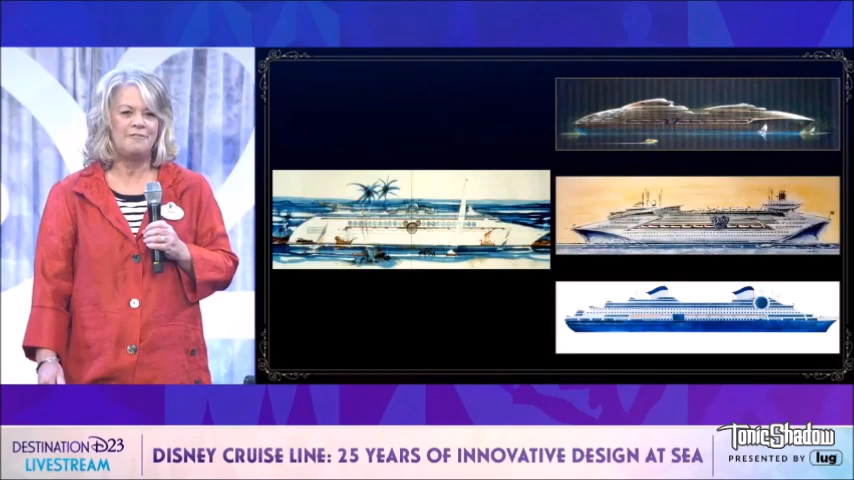 DESTINATION D23
LIVESTREAM
DISNEY CRUISE LINE: 25 YEARS OF INNOVATIVE DESIGN AT SEA
TonicShadow
PRESENTED BY lug